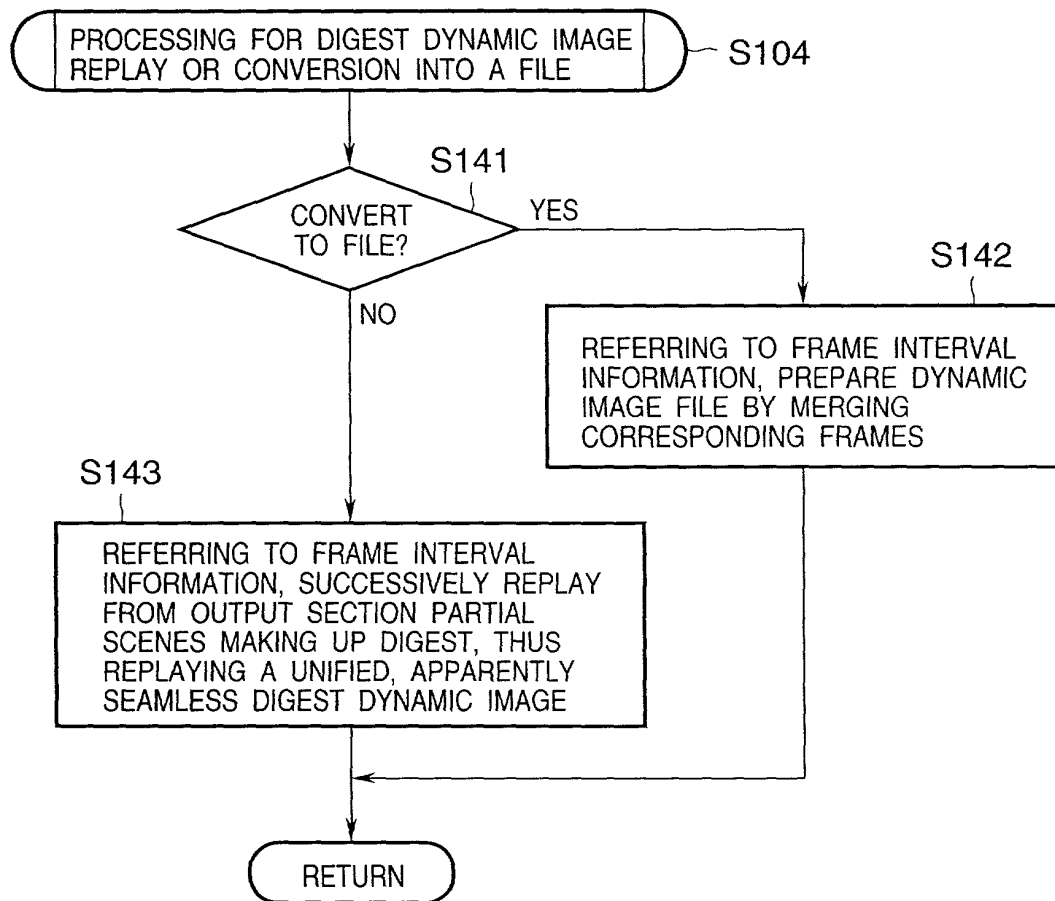 PROCESSING FOR DIGEST DYNAMIC IMAGE
REPLAY OR CONVERSION INTO A FILE
S104
S141
CONVERT
TO FILE?
YES
NO
S142
REFERRING TO FRAME INTERVAL
INFORMATION, PREPARE DYNAMIC
IMAGE FILE BY MERGING
CORRESPONDING FRAMES
S143
REFERRING TO FRAME INTERVAL
INFORMATION, SUCCESSIVELY REPLAY
FROM OUTPUT SECTION PARTIAL
SCENES MAKING UP DIGEST, THUS
REPLAYING A UNIFIED, APPARENTLY
SEAMLESS DIGEST DYNAMIC IMAGE
RETURN